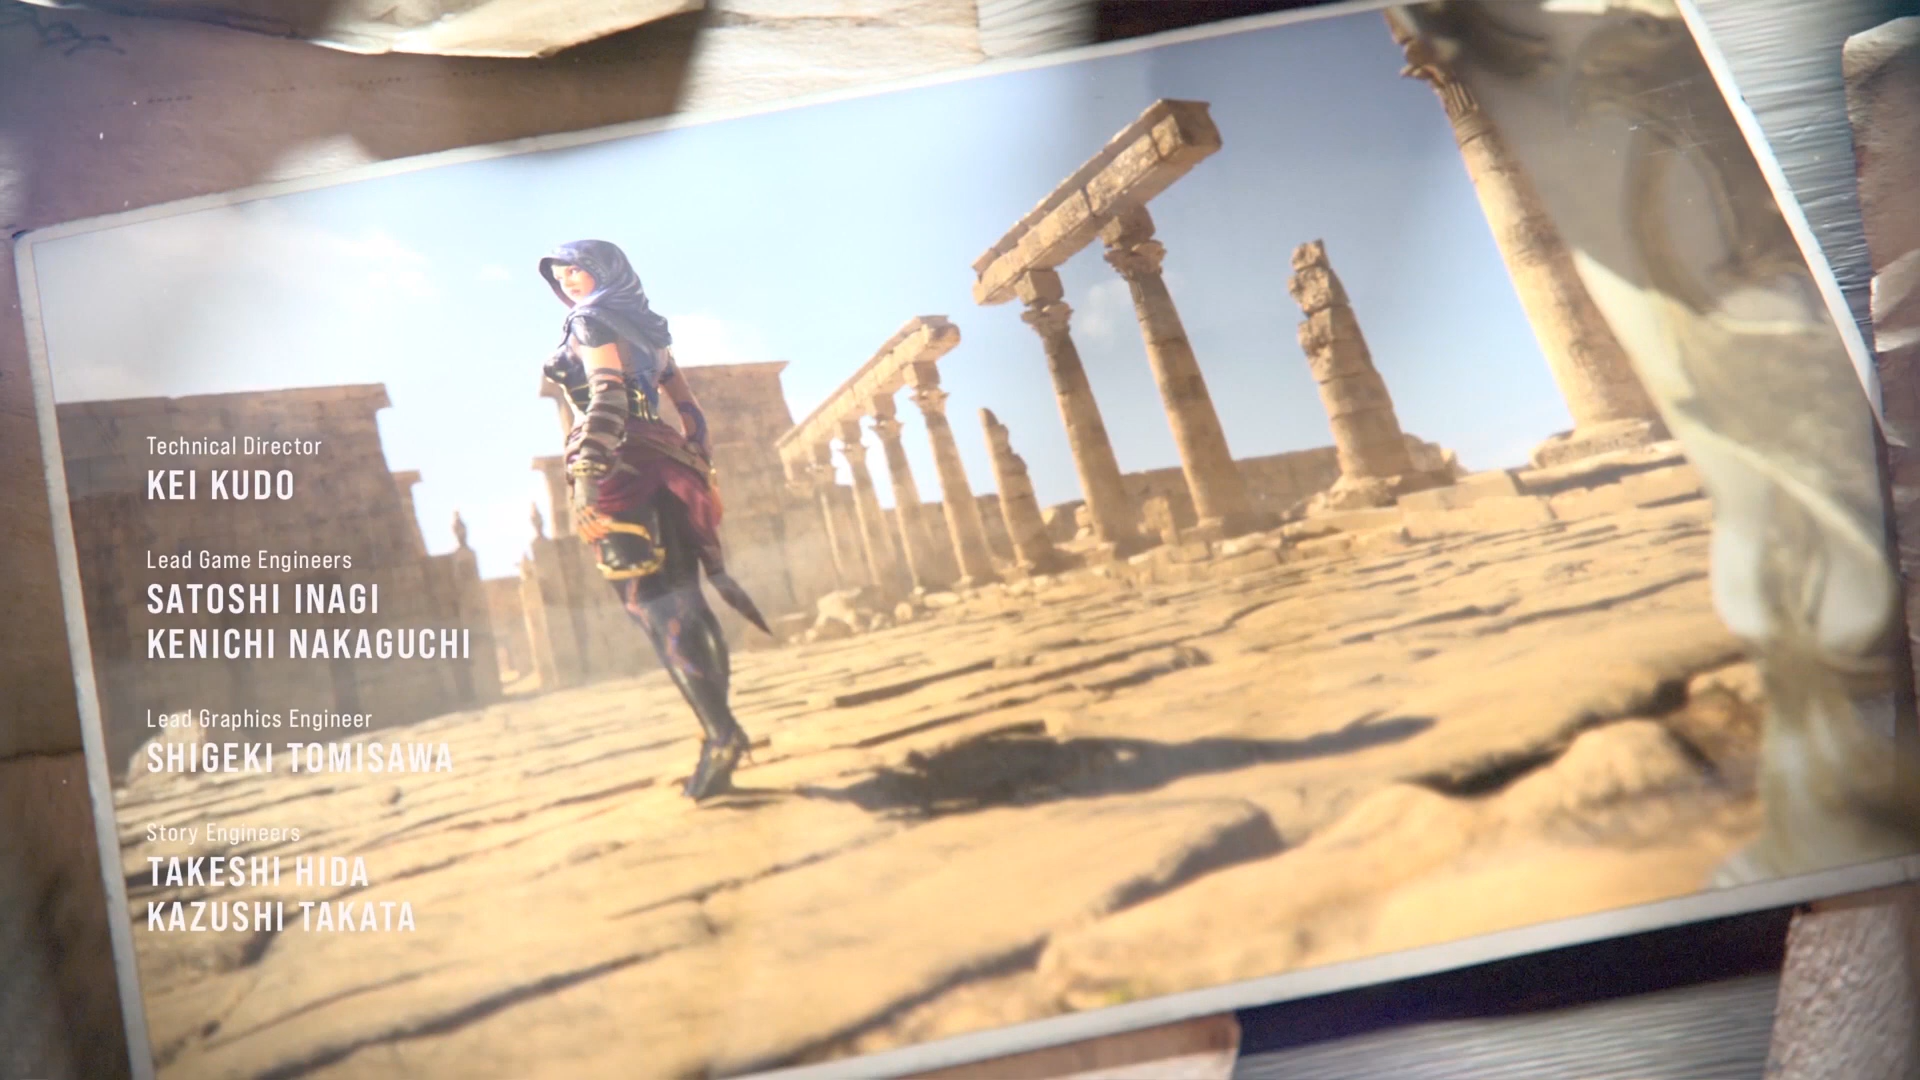 Technical Director
KEI KUDO
Lead Game Engineers
SATOSHI INAGI
KENICHI NAKAGUCHI
Lead Graphics Engineer
SHIGEKI TOMISAWA
Story Engineers
TAKESHI HIDA
KAZUSHI TAKATA